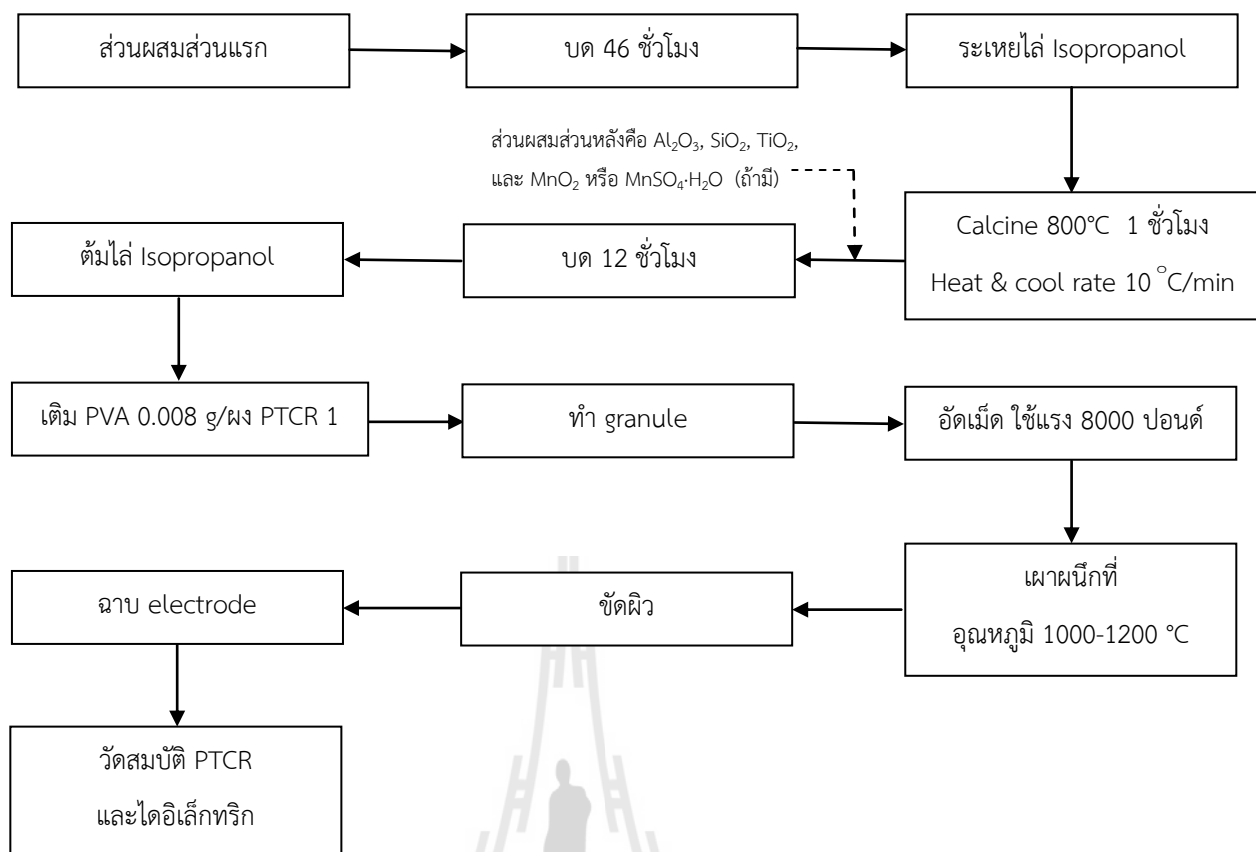 ส่วนผสมส่วนแรก
บด 46 ชั่วโมง
ระเหยไล่ Isopropanol
ส่วนผสมส่วนหลังคือ Al₂O₃, SiO₂, TiO₂,
และ MnO₂ หรือ MnSO₄·H₂O (ถ้ามี)
Calcine 800°C 1 ชั่วโมง
Heat & cool rate 10 °C/min
บด 12 ชั่วโมง
ต้มไล่ Isopropanol
เติม PVA 0.008 g/ผง PTCR 1
ทำ granule
อัดเม็ด ใช้แรง 8000 ปอนด์
เผาผนึกที่
อุณหภูมิ 1000-1200 °C
ขัดผิว
ฉาบ electrode
วัดสมบัติ PTCR
และไดอิเล็กทริก